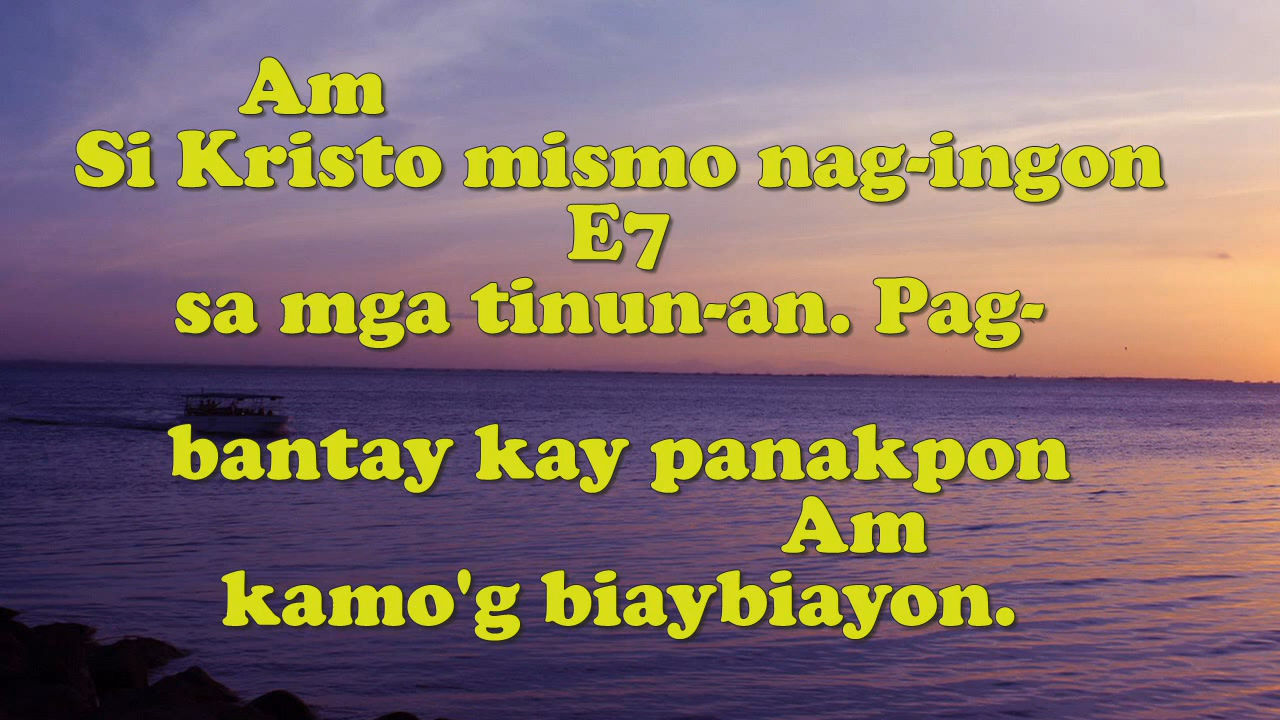 Am
Si Kristo mismo nag-ingon
E7
sa mga tinun-an. Pag-
bantay kay panakpon
Am
kamo'g biaybiayon.